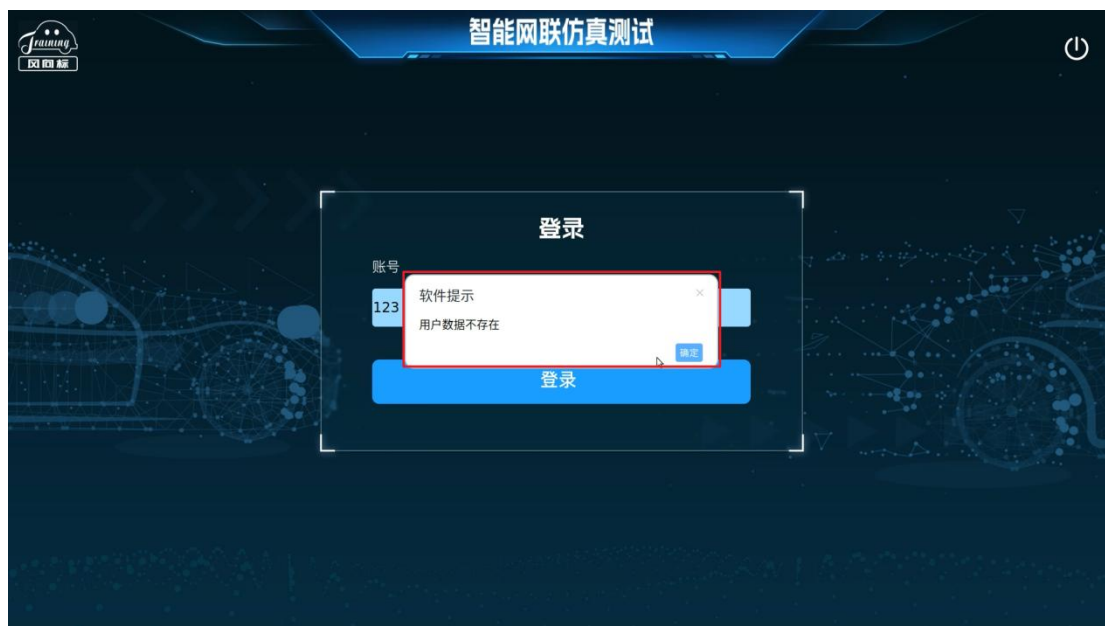 Training
风向标
智能网联仿真测试
登录
账号
123
软件提示
用户数据不存在
确定
登录